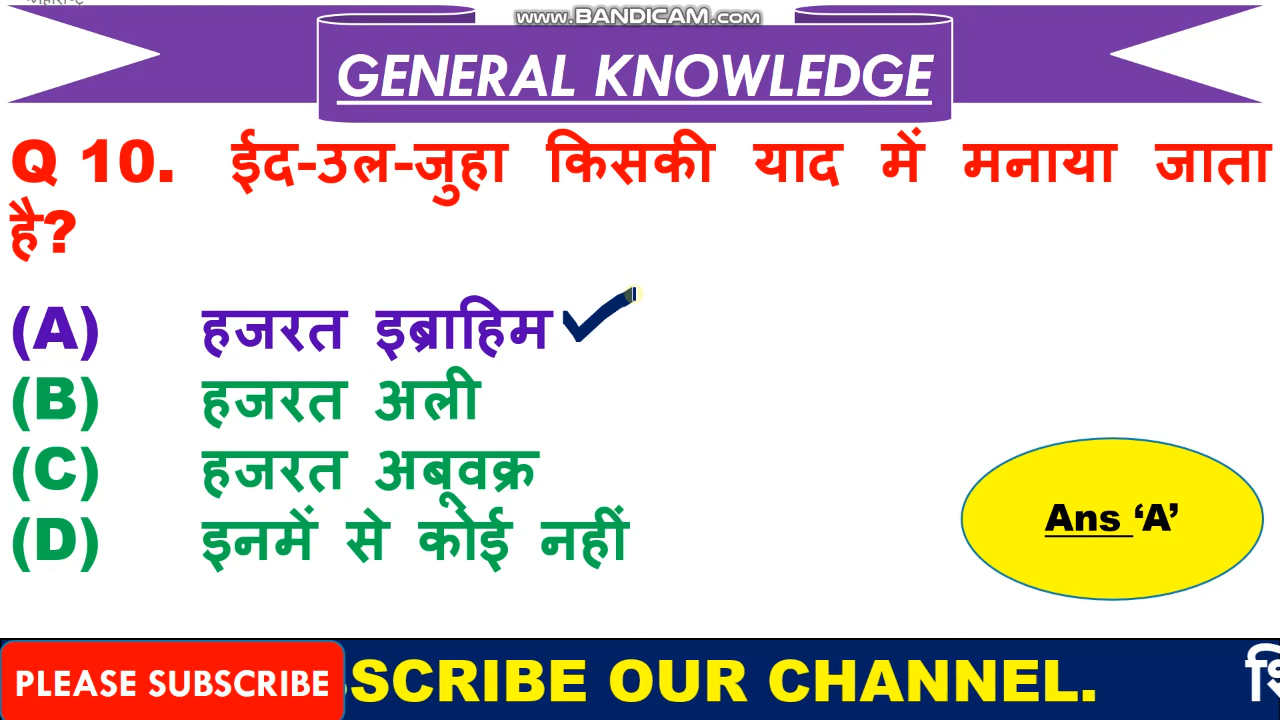 www.BANDICAM.com
GENERAL KNOWLEDGE
Q 10. ईद-उल-जुहा किसकी याद में मनाया जाता
है?
(A) हजरत इब्राहिम
(B) हजरत अली
(C) हजरत अबूवक्र
(D) इनमें से कोई नहीं
Ans ‘A’
PLEASE SUBSCRIBE
SCRIBE OUR CHANNEL.